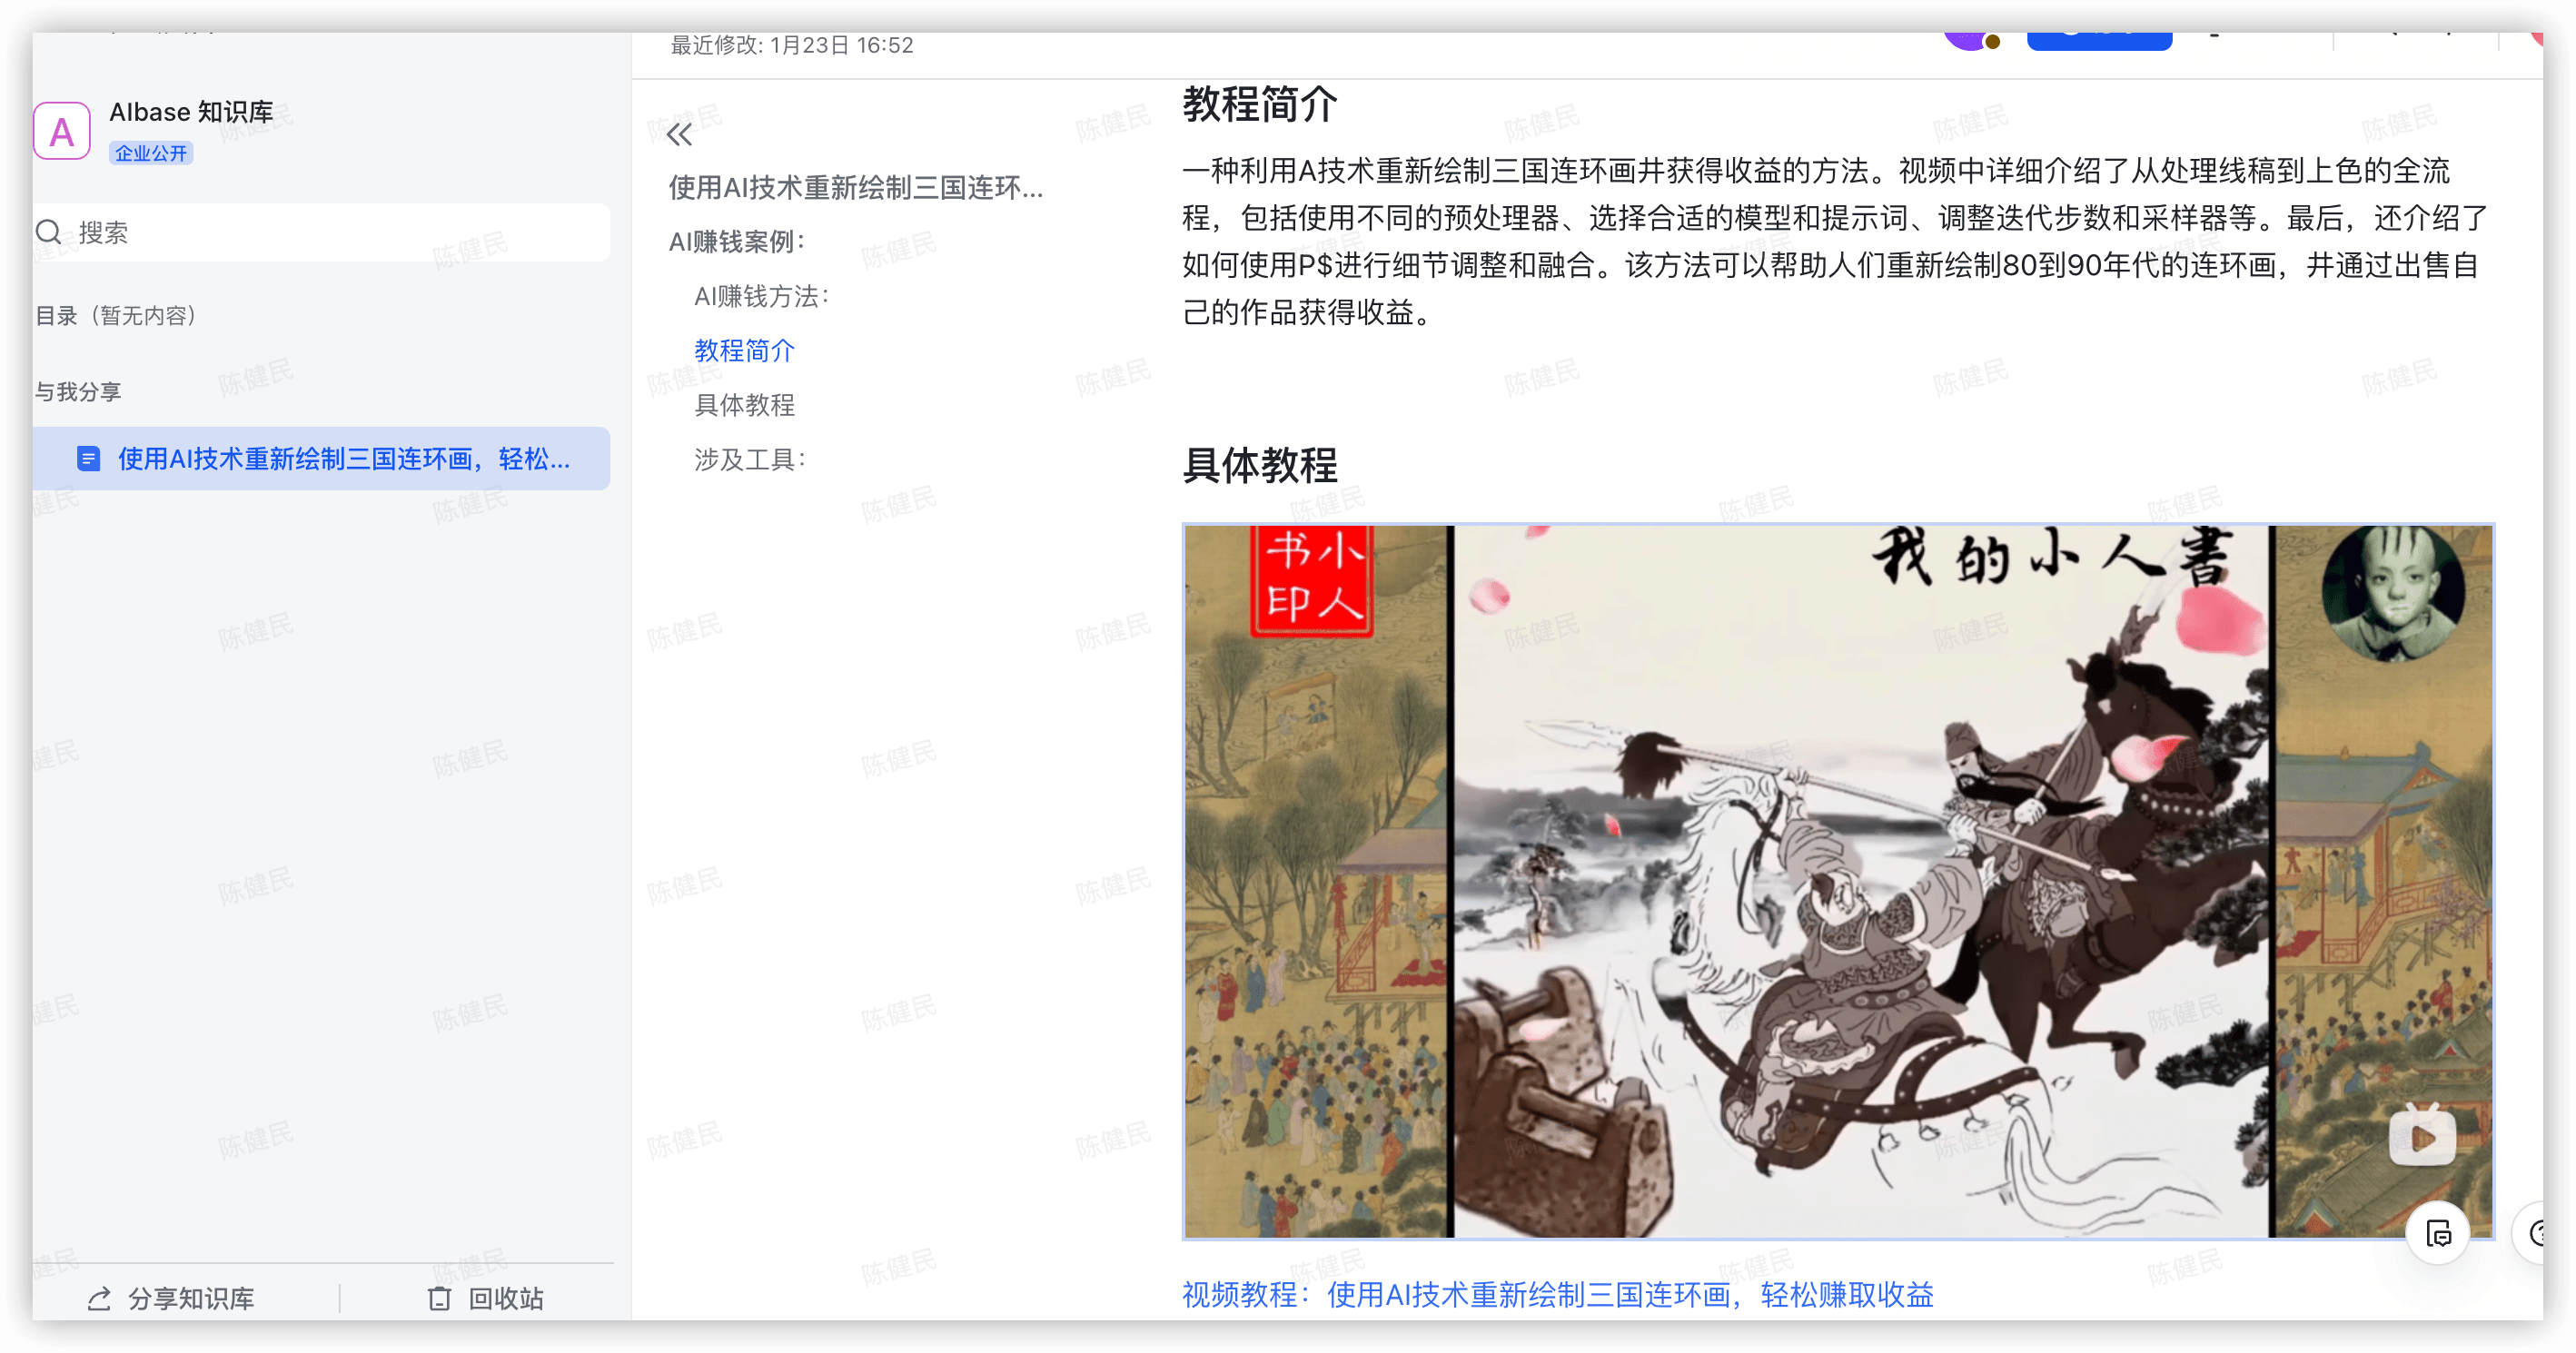 最近修改: 1月23日 16:52
AIbase 知识库
企业公开
搜索
目录（暂无内容）
与我分享
使用AI技术重新绘制三国连环画，轻松...
分享知识库
回收站
使用AI技术重新绘制三国连环...
AI赚钱案例：
AI赚钱方法：
教程简介
具体教程
涉及工具：
教程简介
一种利用A技术重新绘制三国连环画井获得收益的方法。视频中详细介绍了从处理线稿到上色的全流
程，包括使用不同的预处理器、选择合适的模型和提示词、调整迭代步数和采样器等。最后，还介绍了
如何使用P$进行细节调整和融合。该方法可以帮助人们重新绘制80到90年代的连环画，井通过出售自
己的作品获得收益。
具体教程
小人
书印
我的小人書
视频教程：使用AI技术重新绘制三国连环画，轻松赚取收益
陈健民